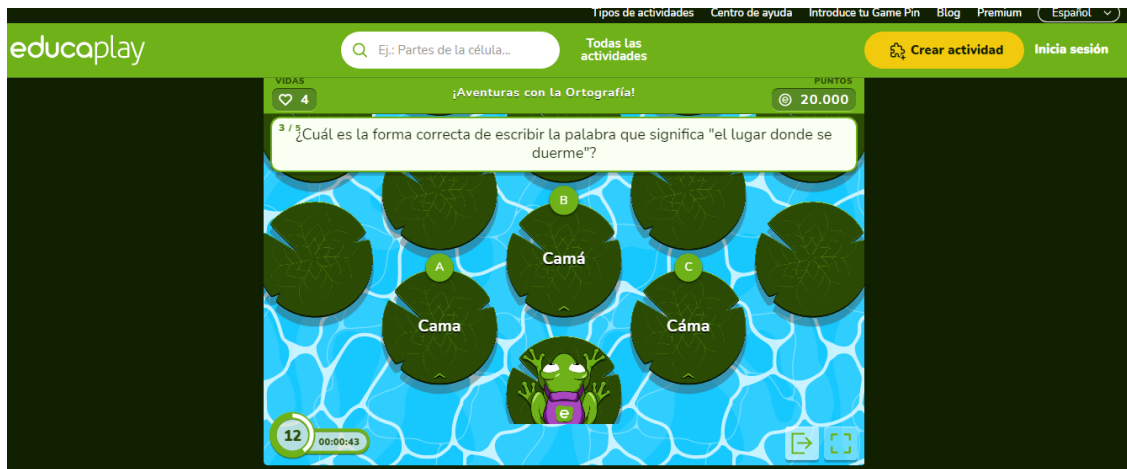 Tipos de actividades Centro de ayuda Introduce tu Game Pin Blog Premium Español
educaplay
Ej.: Partes de la célula...
Todas las
actividades
Crear actividad
Inicia sesión
VIDAS
4
¡Aventuras con la Ortografía!
PUNTOS
20.000
3 / 5
¿Cuál es la forma correcta de escribir la palabra que significa "el lugar donde se
duerme"?
B
Camá
A
Cama
C
Cáma
e
12
00:00:43